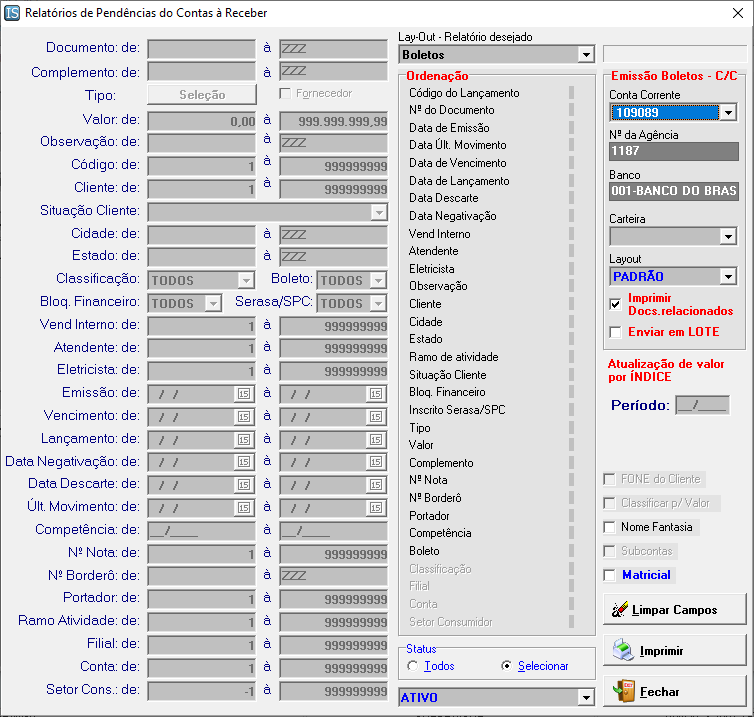 IS Relatórios de Pendências do Contas à Receber
Documento: de: à ZZZ
Complemento: de: à ZZZ
Tipo: Seleção Fornecedor
Valor: de: 0,00 à 999.999.999,99
Observação: de: à ZZZ
Código: de: 1 à 999999999
Cliente: de: 1 à 999999999
Situação Cliente:
Cidade: de: à ZZZ
Estado: de: à ZZZ
Classificação: TODOS Boleto: TODOS
Bloq. Financeiro: TODOS Serasa/SPC: TODOS
Vend Interno: de: 1 à 999999999
Atendente: de: 1 à 999999999
Eletricista: de: 1 à 999999999
Emissão: de: / / 15 à / / 15
Vencimento: de: / / 15 à / / 15
Lançamento: de: / / 15 à / / 15
Data Negativação: de: / / 15 à / / 15
Data Descarte: de: / / 15 à / / 15
Últ. Movimento: de: / / 15 à / / 15
Competência: de: __/____ à __/____
Nº Nota: de: 1 à 999999999
Nº Borderô: de: à ZZZ
Portador: de: 1 à 999999999
Ramo Atividade: de: 1 à 999999999
Filial: de: 1 à 999999999
Conta: de: 1 à 999999999
Setor Cons.: de: -1 à 999999999
Lay-Out - Relatório desejado
Boletos
Ordenação
Código do Lançamento
Nº do Documento
Data de Emissão
Data Últ. Movimento
Data de Vencimento
Data de Lançamento
Data Descarte
Data Negativação
Vend Interno
Atendente
Eletricista
Observação
Cliente
Cidade
Estado
Ramo de atividade
Situação Cliente
Bloq. Financeiro
Inscrito Serasa/SPC
Tipo
Valor
Complemento
Nº Nota
Nº Borderô
Portador
Competência
Boleto
Classificação
Filial
Conta
Setor Consumidor
Status
Todos Selecionar
ATIVO
Emissão Boletos - C/C
Conta Corrente
109089
Nº da Agência
1187
Banco
001-BANCO DO BRAS
Carteira
Layout
PADRÃO
Imprimir
Docs.relacionados
Enviar em LOTE
Atualização de valor
por ÍNDICE
Período: __/____
FONE do Cliente
Classificar p/ Valor
Nome Fantasia
Subcontas
Matricial
Limpar Campos
Imprimir
Fechar